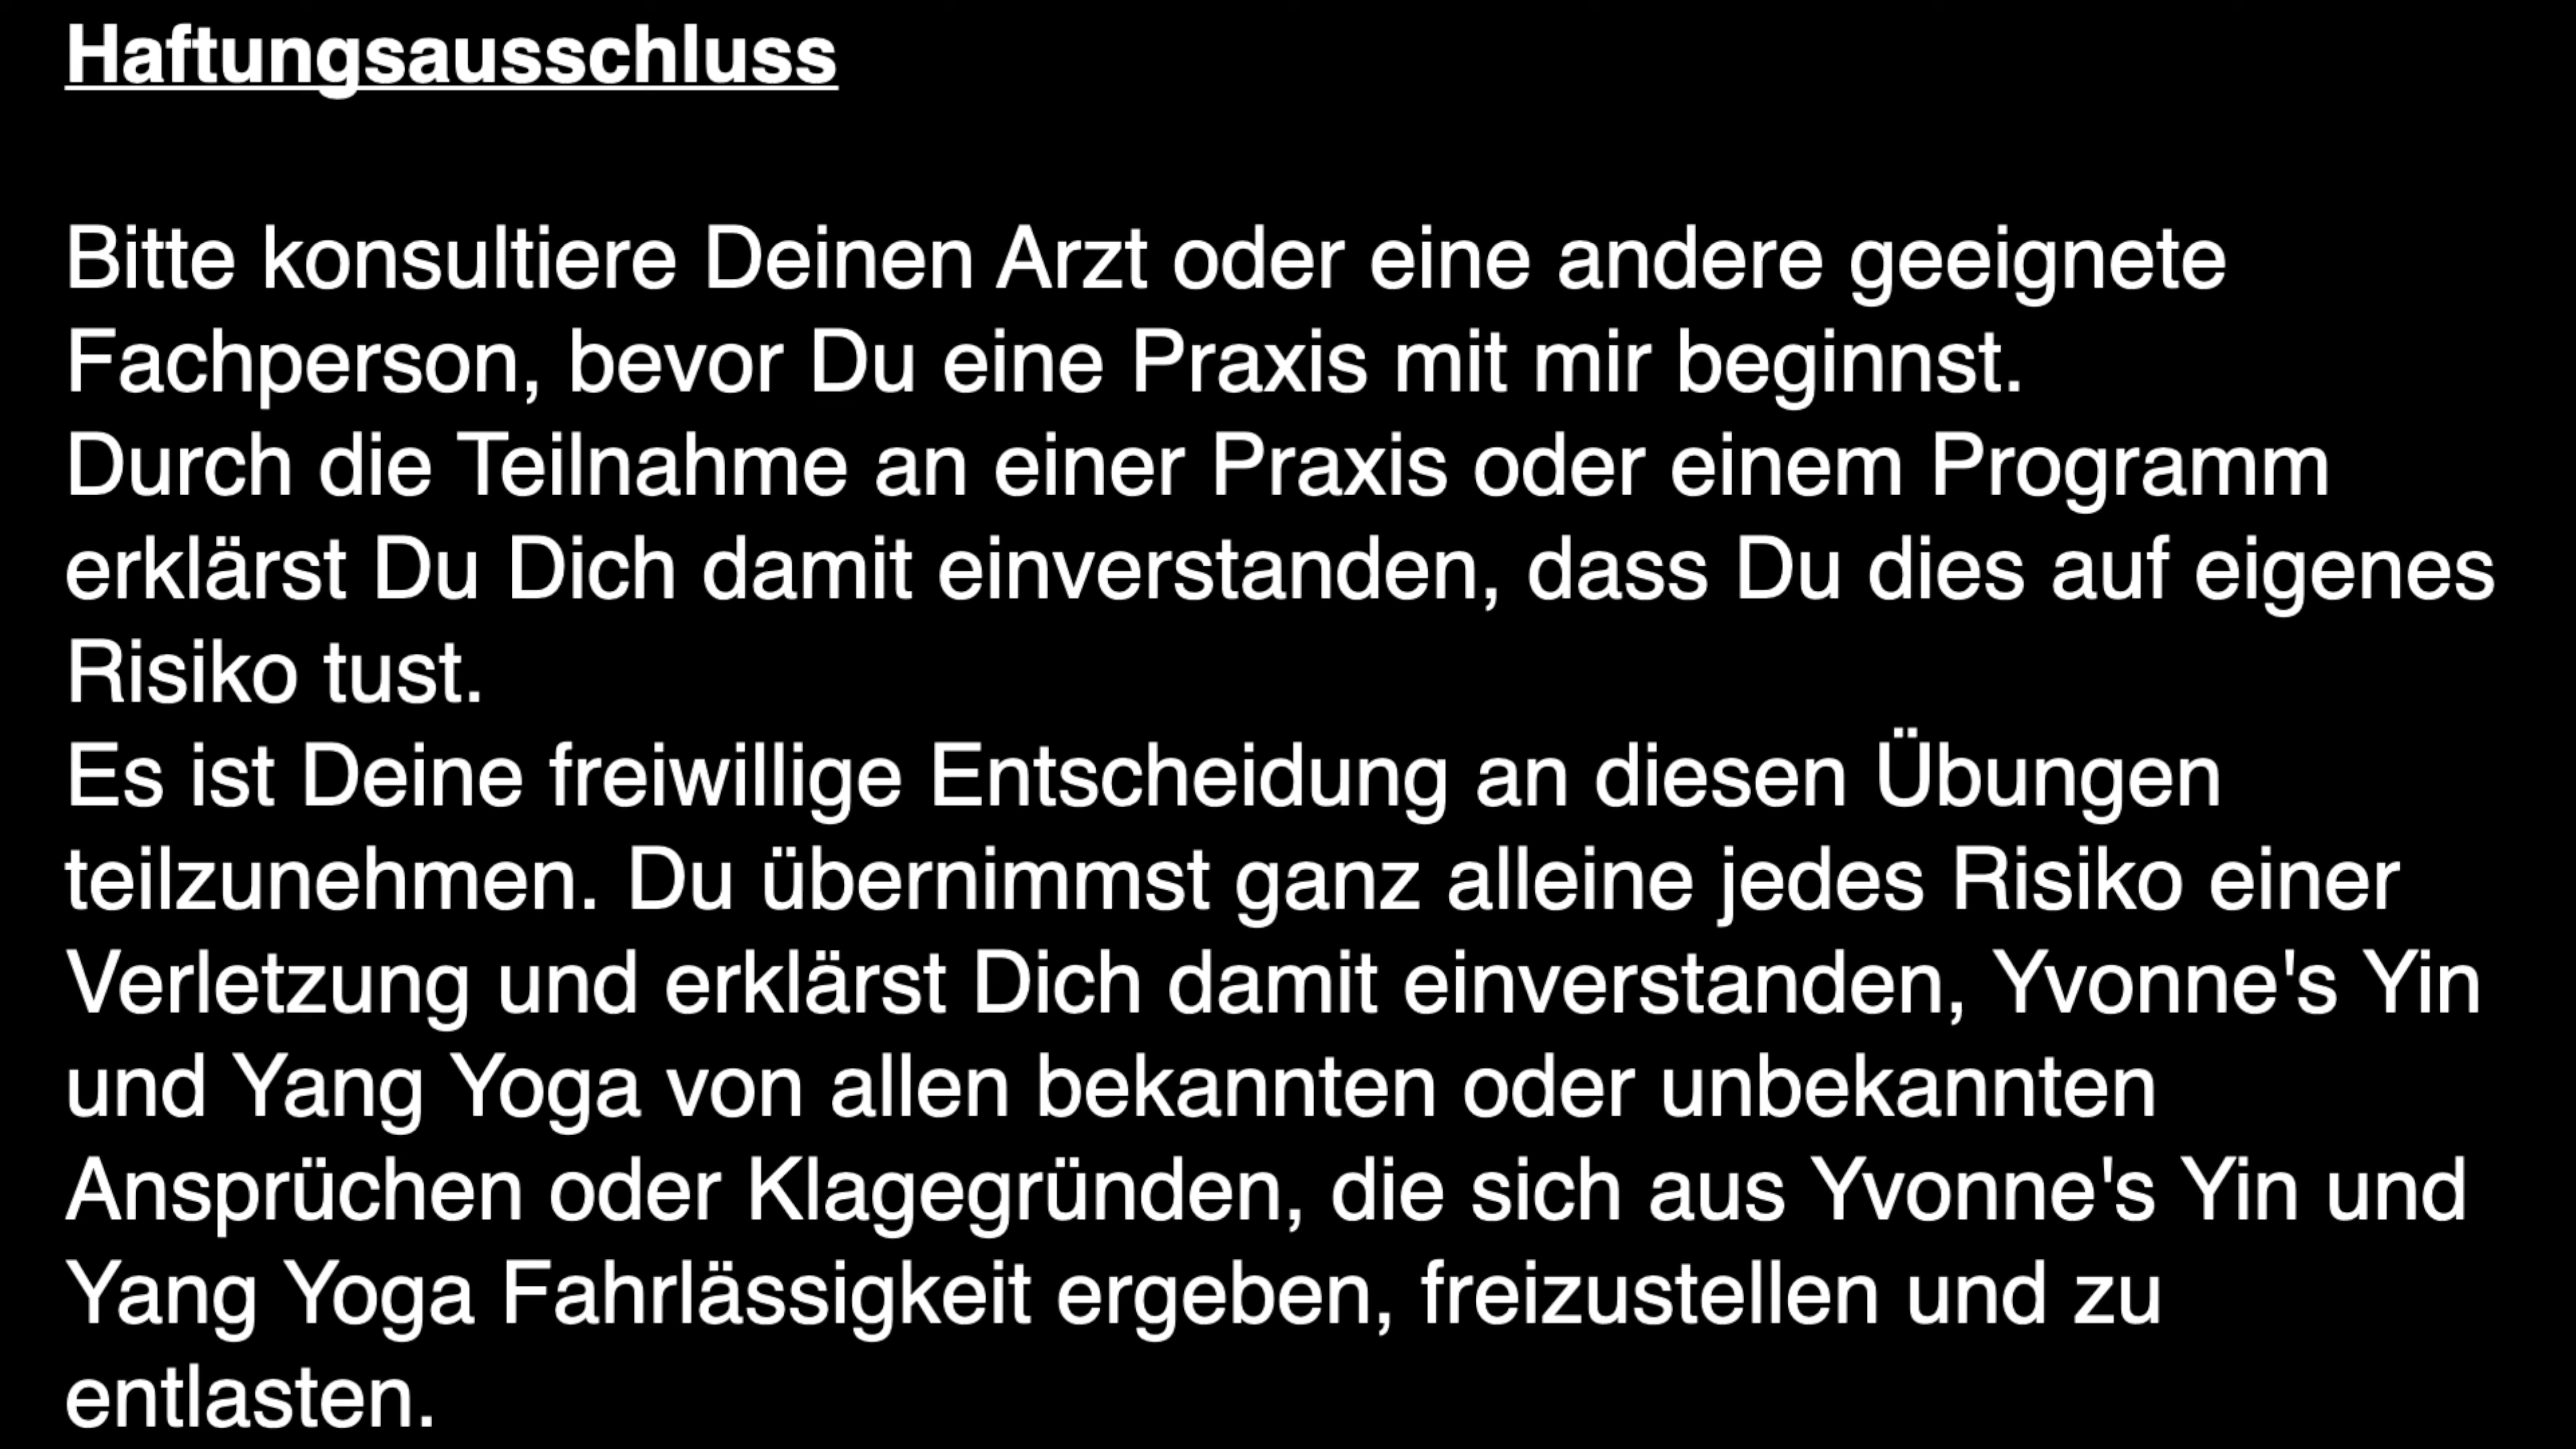 Haftungsausschluss
Bitte konsultiere Deinen Arzt oder eine andere geeignete
Fachperson, bevor Du eine Praxis mit mir beginnst.
Durch die Teilnahme an einer Praxis oder einem Programm
erklärst Du Dich damit einverstanden, dass Du dies auf eigenes
Risiko tust.
Es ist Deine freiwillige Entscheidung an diesen Übungen
teilzunehmen. Du übernimmst ganz alleine jedes Risiko einer
Verletzung und erklärst Dich damit einverstanden, Yvonne's Yin
und Yang Yoga von allen bekannten oder unbekannten
Ansprüchen oder Klagegründen, die sich aus Yvonne's Yin und
Yang Yoga Fahrlässigkeit ergeben, freizustellen und zu
entlasten.